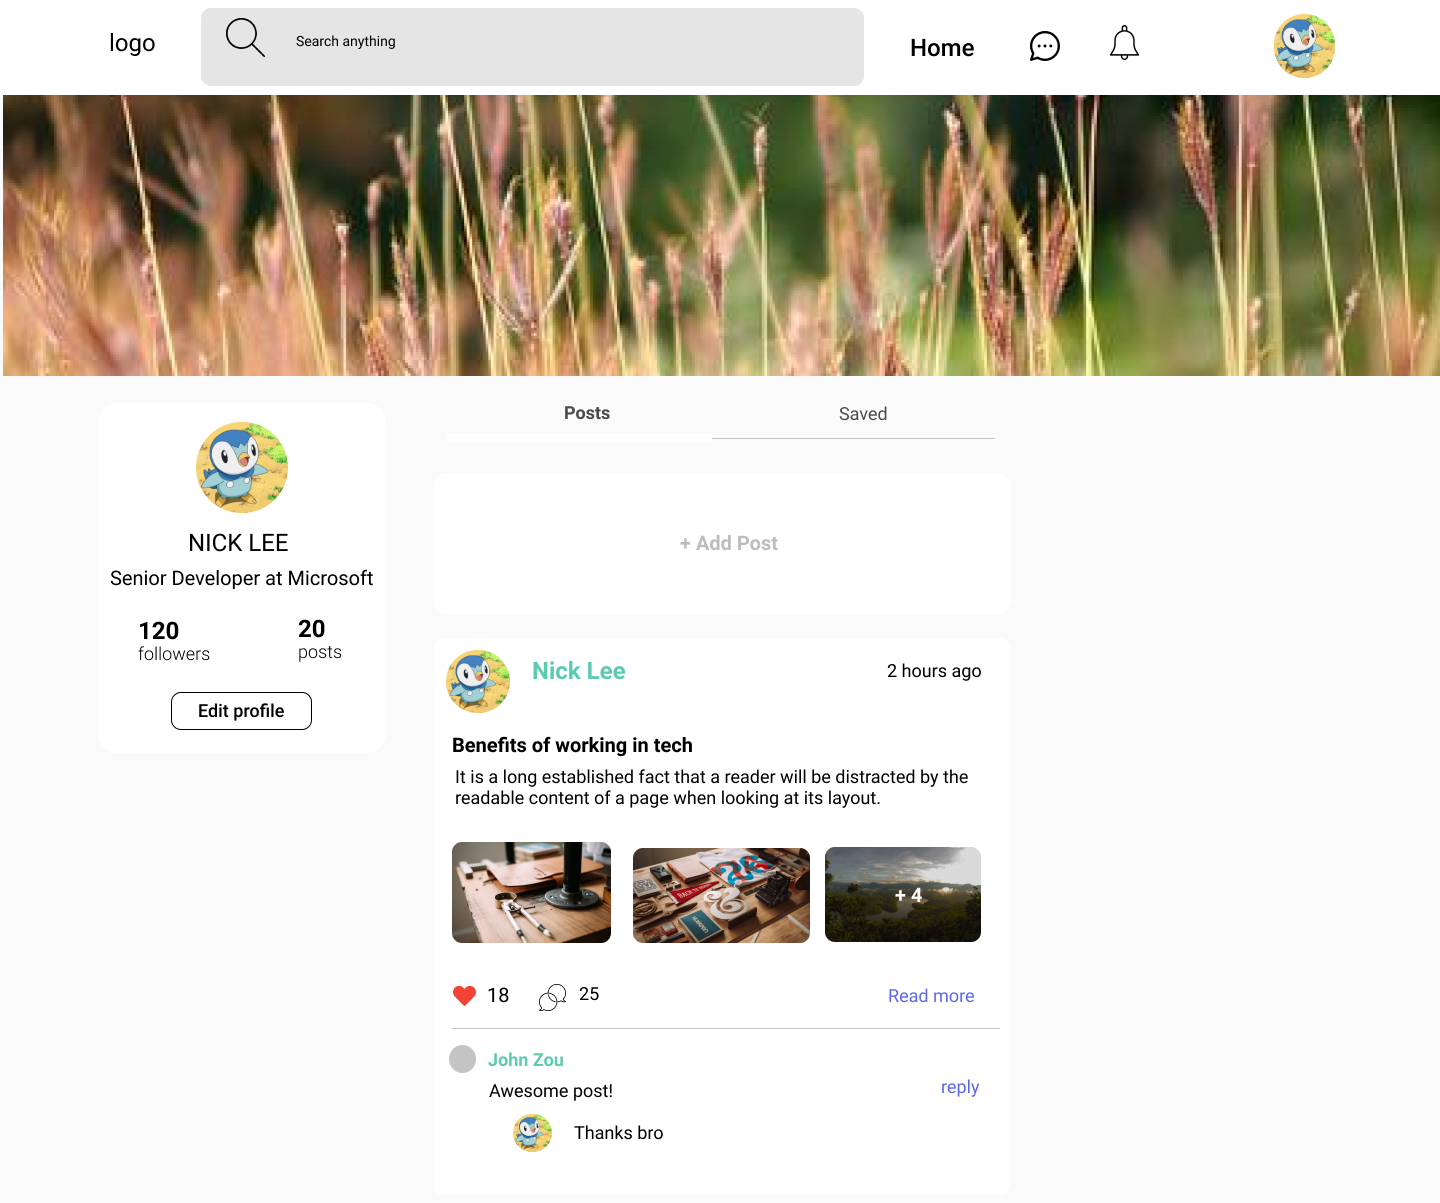 logo
Search anything
Home
Posts
Saved
NICK LEE
Senior Developer at Microsoft
120
followers
20
posts
Edit profile
+ Add Post
Nick Lee
2 hours ago
Benefits of working in tech
It is a long established fact that a reader will be distracted by the
readable content of a page when looking at its layout.
+ 4
18
25
Read more
John Zou
Awesome post!
reply
Thanks bro